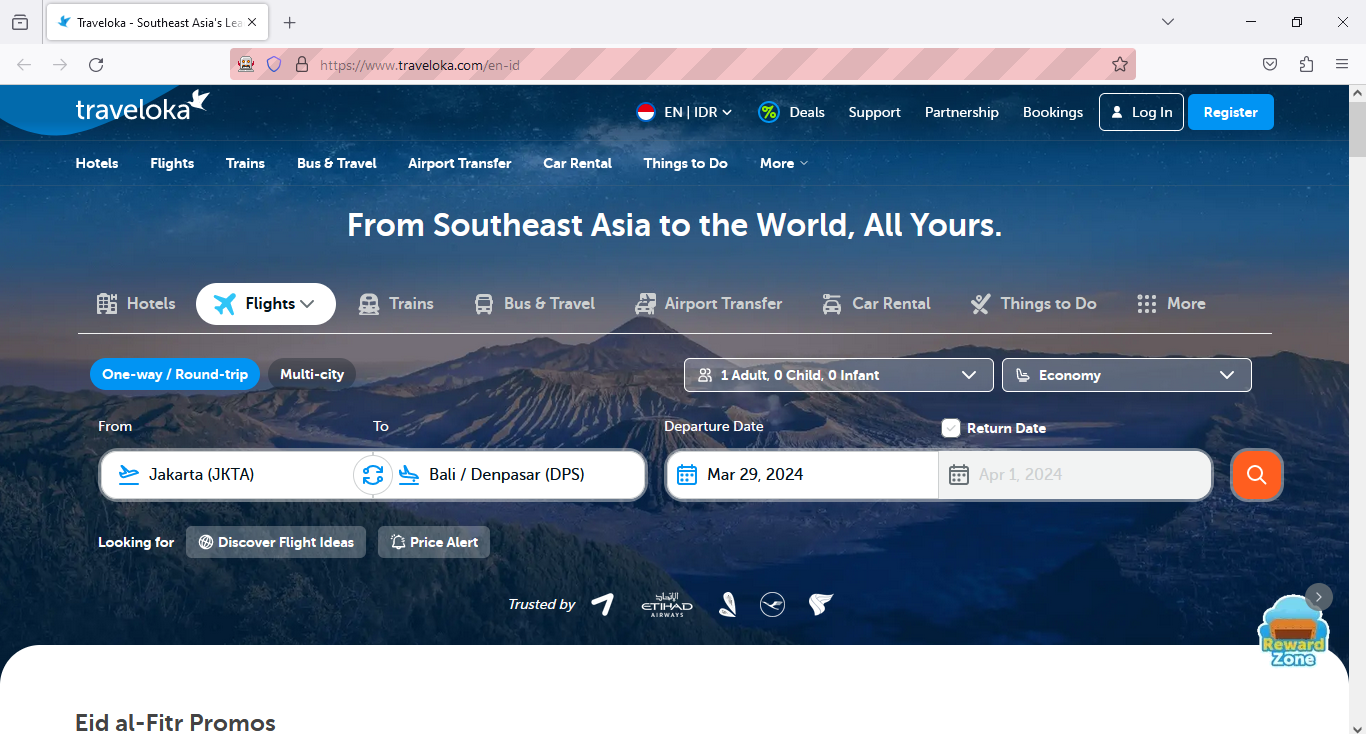 Traveloka - Southeast Asia's Lea
https://www.traveloka.com/en-id
traveloka
EN | IDR
Deals
Support
Partnership
Bookings
Log In
Register
Hotels
Flights
Trains
Bus & Travel
Airport Transfer
Car Rental
Things to Do
More
From Southeast Asia to the World, All Yours.
Hotels
Flights
Trains
Bus & Travel
Airport Transfer
Car Rental
Things to Do
More
One-way / Round-trip
Multi-city
1 Adult, 0 Child, 0 Infant
Economy
From
To
Departure Date
Return Date
Jakarta (JKTA)
Bali / Denpasar (DPS)
Mar 29, 2024
Apr 1, 2024
Looking for
Discover Flight Ideas
Price Alert
Trusted by
الإتحاد
ETIHAD
AIRWAYS
Reward
Zone
Eid al-Fitr Promos